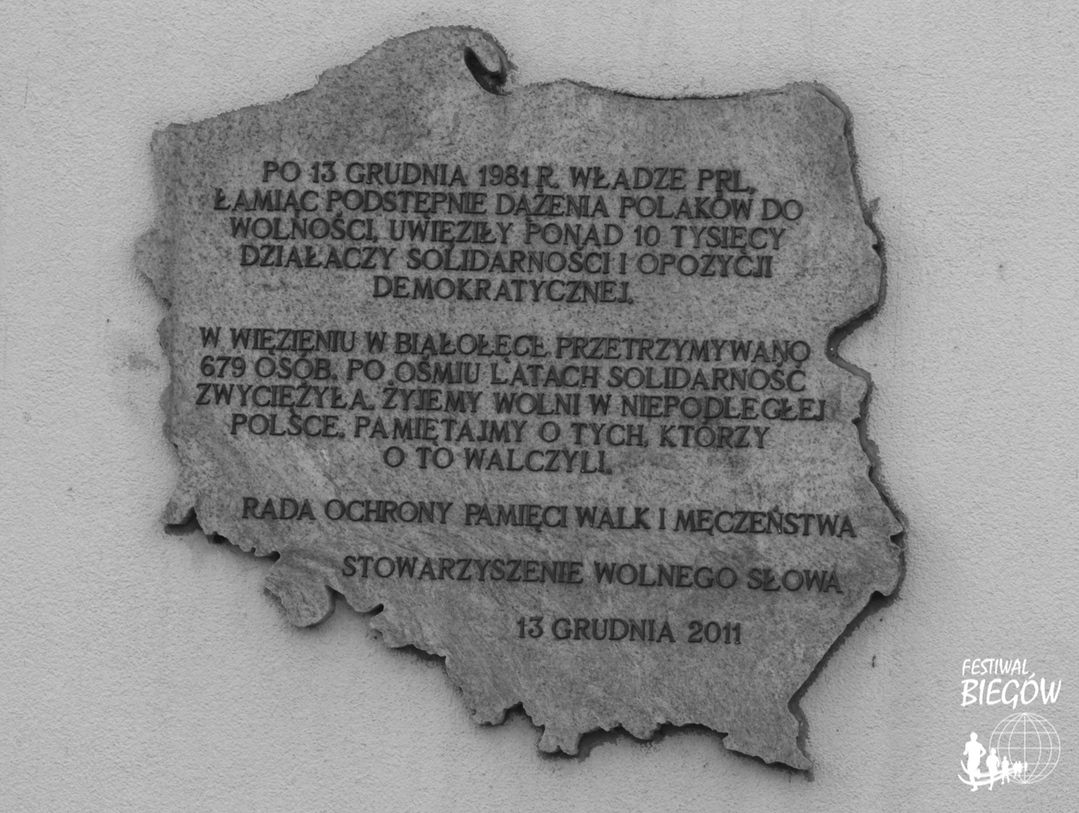 PO 13 GRUDNIA 1981 R. WŁADZE PRL,
ŁAMIĄC PODSTĘPNIE DĄŻENIA POLAKÓW DO
WOLNOŚCI, UWIĘZIŁY PONAD 10 TYSIĘCY
DZIAŁACZY SOLIDARNOŚCI I OPOZYCJI
DEMOKRATYCZNEJ.
W WIĘZIENIU W BIAŁOŁĘCE PRZETRZYMYWANO
679 OSÓB. PO OŚMIU LATACH SOLIDARNOŚĆ
ZWYCIĘŻYŁA. ŻYJEMY WOLNI W NIEPODLEGŁEJ
POLSCE. PAMIĘTAJMY O TYCH, KTÓRZY
O TO WALCZYLI.
RADA OCHRONY PAMIĘCI WALK I MĘCZEŃSTWA
STOWARZYSZENIE WOLNEGO SŁOWA
13 GRUDNIA 2011
FESTIWAL
BIEGÓW